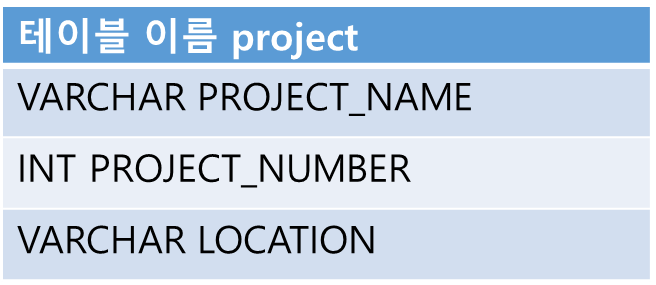 테이블 이름 project
VARCHAR PROJECT_NAME
INT PROJECT_NUMBER
VARCHAR LOCATION